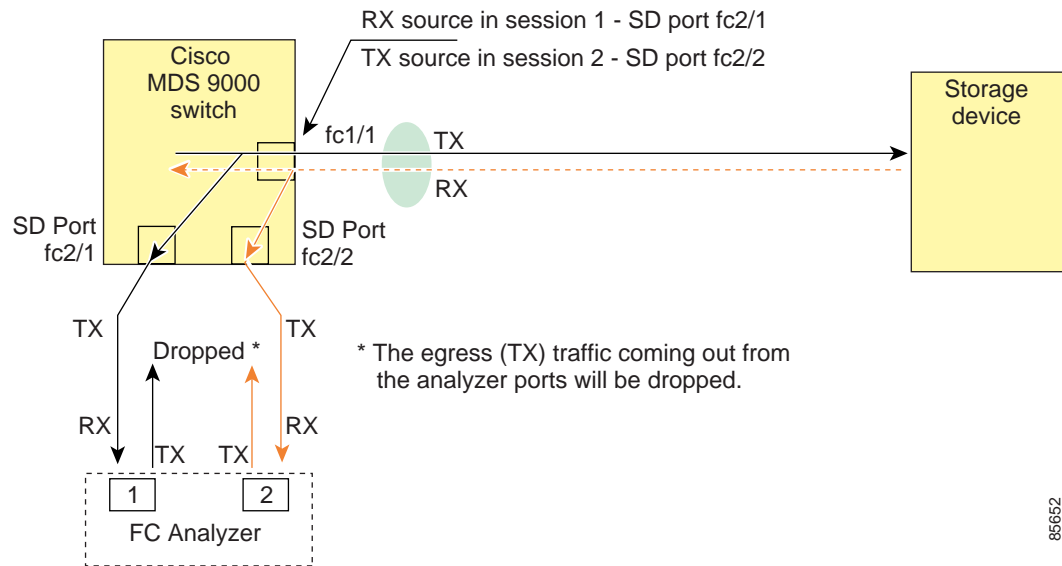 RX source in session 1 - SD port fc2/1
TX source in session 2 - SD port fc2/2
Cisco
MDS 9000
switch
Storage
device
fc1/1
TX
RX
SD Port
fc2/1
SD Port
fc2/2
TX
TX
Dropped *
* The egress (TX) traffic coming out from
the analyzer ports will be dropped.
RX
TX
TX
RX
1
2
FC Analyzer
85652